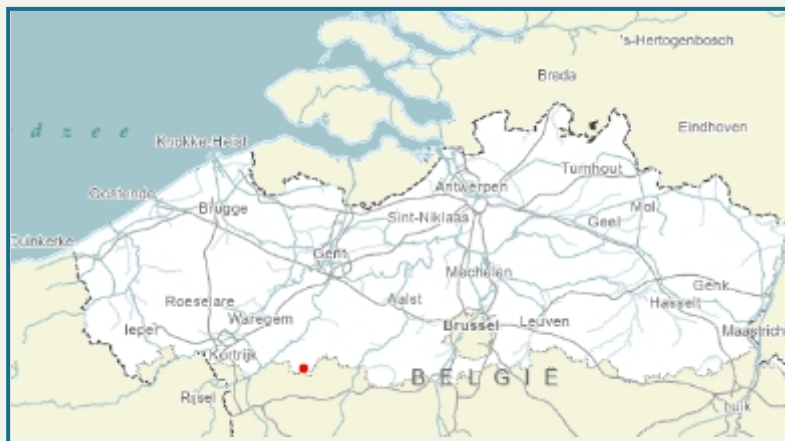 's-Hertogenbosch
Breda
Eindhoven
d z e e
Knokke-Heist
Turnhout
Antwerpen
Oostende
Brugge
Sint-Niklaas
Geel
Mol
Duinkerke
Gent
Mechelen
Genk
Roeselare
Aalst
Hasselt
Ieper
Waregem
Brussel
Leuven
Maastrich
Kortrijk
BELGIË
Rijsel
Luik